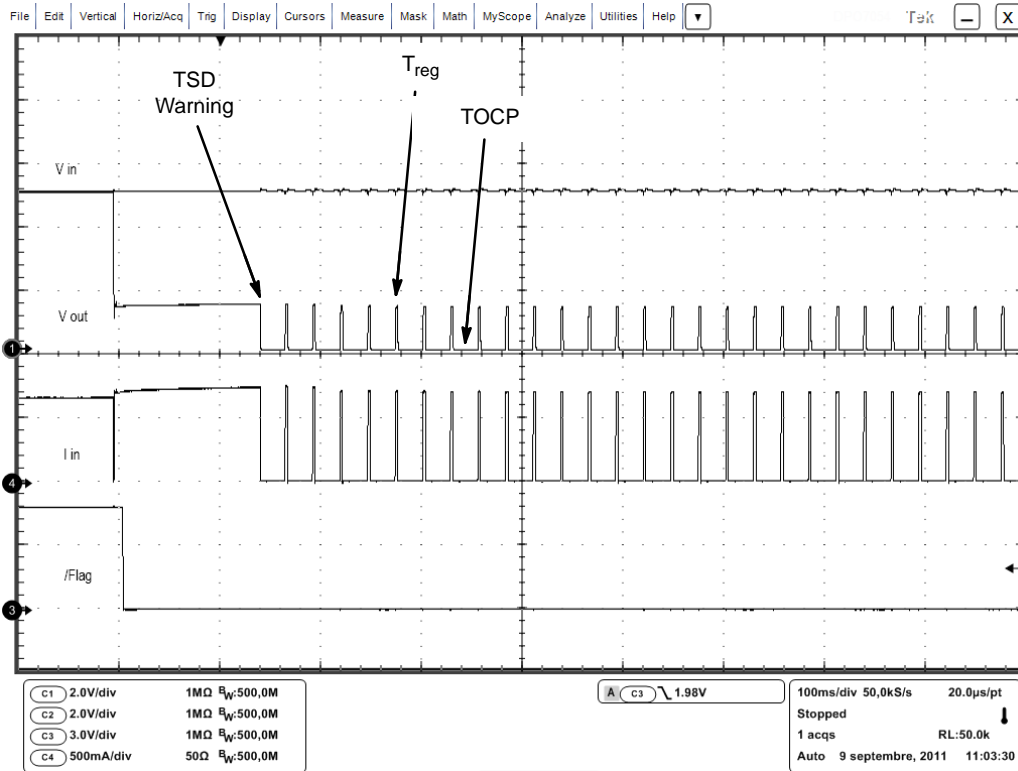 File Edit Vertical Horiz/Acq Trig Display Cursors Measure Mask Math MyScope Analyze Utilities Help ▼ Tek — X
TSD
Warning
Treg
TOCP
V in
V out
1
I in
4
/Flag
3
C1 2.0V/div 1MΩ BW:500,0M
C2 2.0V/div 1MΩ BW:500,0M
C3 3.0V/div 1MΩ BW:500,0M
C4 500mA/div 50Ω BW:500,0M
A C3 \ 1.98V
100ms/div 50,0kS/s 20.0µs/pt
Stopped
1 acqs RL:50.0k
Auto 9 septembre, 2011 11:03:30